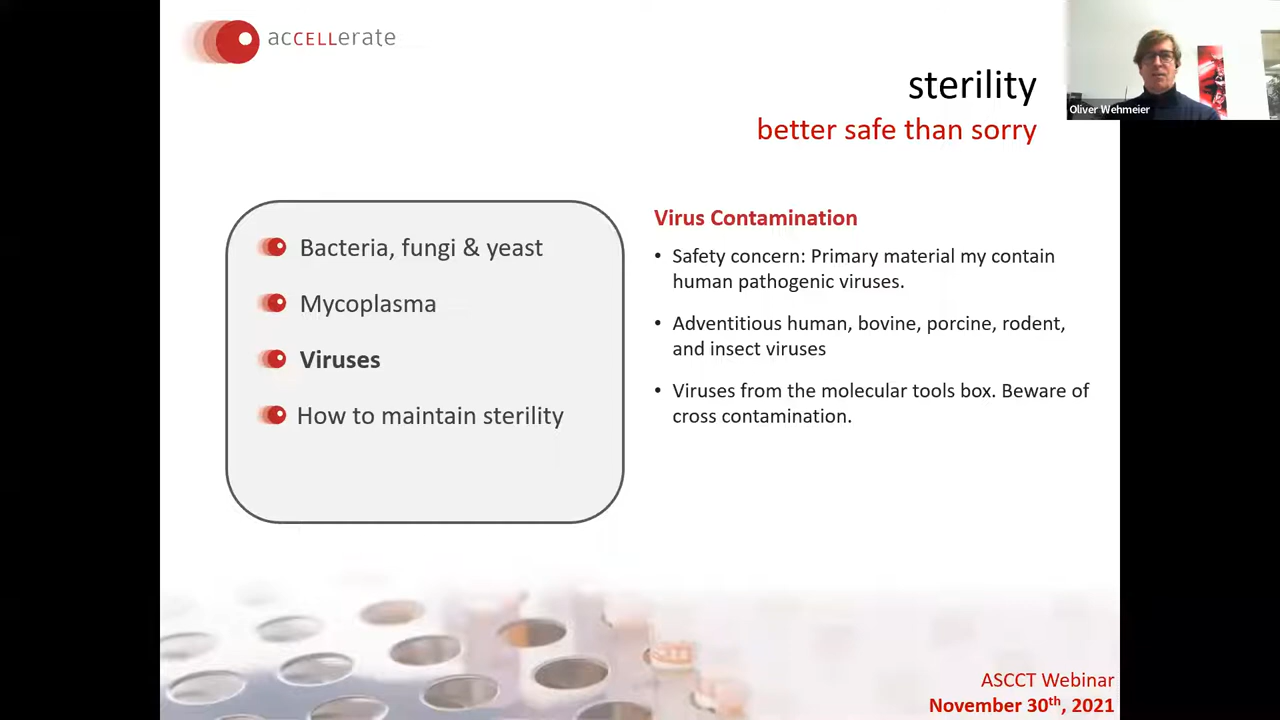 accellerate
sterility
better safe than sorry
Oliver Wehmeier
Bacteria, fungi & yeast
Mycoplasma
Viruses
How to maintain sterility
Virus Contamination
• Safety concern: Primary material my contain
human pathogenic viruses.
• Adventitious human, bovine, porcine, rodent,
and insect viruses
• Viruses from the molecular tools box. Beware of
cross contamination.
ASCCT Webinar
November 30th, 2021